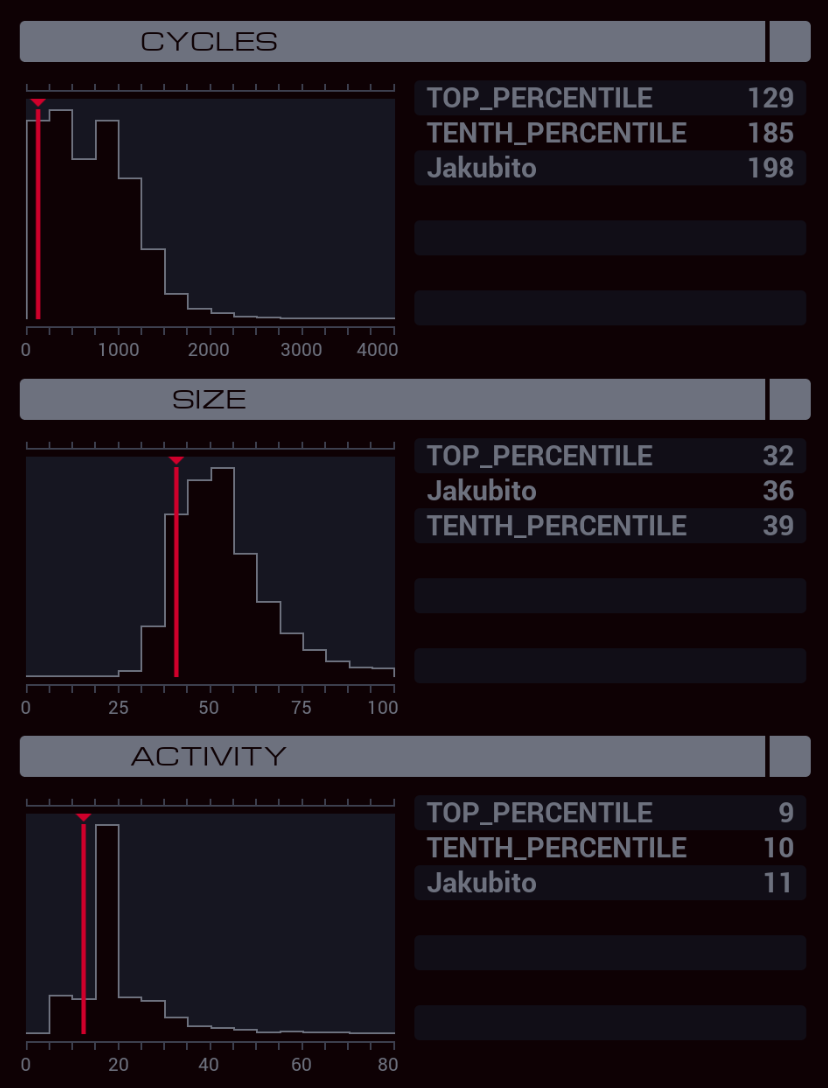 CYCLES
TOP_PERCENTILE 129
TENTH_PERCENTILE 185
Jakubito 198
0 1000 2000 3000 4000
SIZE
TOP_PERCENTILE 32
Jakubito 36
TENTH_PERCENTILE 39
0 25 50 75 100
ACTIVITY
TOP_PERCENTILE 9
TENTH_PERCENTILE 10
Jakubito 11
0 20 40 60 80